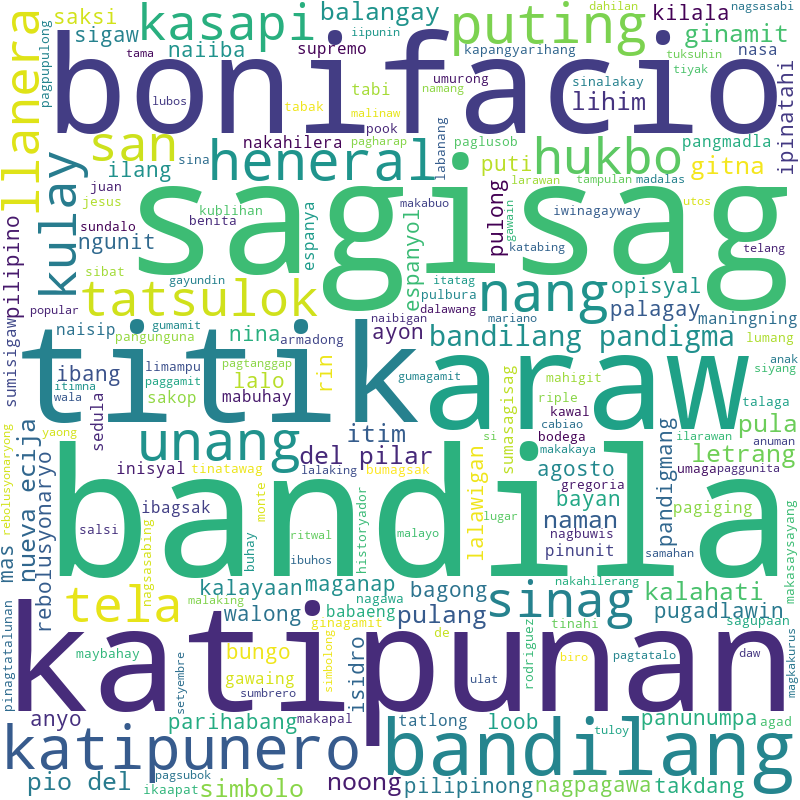 saksi
kasapi
balangay
puting
dahilan
kilala
nagsasabi
sigaw
iipunin
kapangyarihang
ginamit
llanera
pagpupulong
tama
naiiba
supremo
nasa
bonifacio
umurong
namang
tuksuhin
tiyak
ipinatahi
lubos
tabi
sinalakay
tabak
malinaw
lihim
san
nakahilera
pook
pagharap
labanang
paglusob
pangmadla
ilang
sina
heneral
puti
hukbo
gitna
kulay
juan
jesus
kublihan
makabuo
larawan
tampulan
madalas
utos
sagisag
pilipino
sundalo
benita
espanya
espanyol
pulong
gawain
iwinagayway
ngunit
katabing
telang
sibat
gayundin
itatag
nang
opisyal
pulbura
popular
tatsulok
naibigan
dalawang
mariano
palagay
maningning
sumisigaw
naisip
pangunguna
gumamit
nina
armadong
ayon
bandilang pandigma
lumang
titik
araw
anak
siyang
ibang
limampu
paggamit
pagtanggap
lalo
rin
gumagamit
sumasagisag
mahigit
riple
itimna
wala
sakop
mabuhay
kawal
talaga
sedula
unang
itim
si
cabiao
ilarawan
pula
yaong
del pilar
bodega
makakaya
pandigmang
anuman
letrang
rebolusyonaryong
nueva ecija
rebolusyonaryo
inisyal
tinatawag
lalaking
bumagsak
lalawigan
agosto
gregoria
umagapaggunita
bayan
pagiging
mas
ibagsak
monte
historyador
naman
nagbuwis
salsi
bandila
buhay
ritwal
ibuhos
malayo
lugar
pinunit
samahan
makasaysayang
nagsasabing
kalayaan
maganap
bagong
nakahilerang
kalahati
tela
malaking
nagawa
sinag
pinagtatalunan
walong
babaeng
ginagamit
pulang
rodriguez
tinahi
pugadlawin
sagupaan
katipunan
maybahay
setyembre
bungo
simbolong
isidro
de
biro
pagtatalo
daw
magkakurus
gawaing
sumbrero
ulat
anyo
parihabang
makapal
tatlong
loob
panunumpa
agad
katipunero
bandilang
tuloy
pio del
pagsubok
ikaapat
simbolo
noong
pilipinong
nagpagawa
takdang